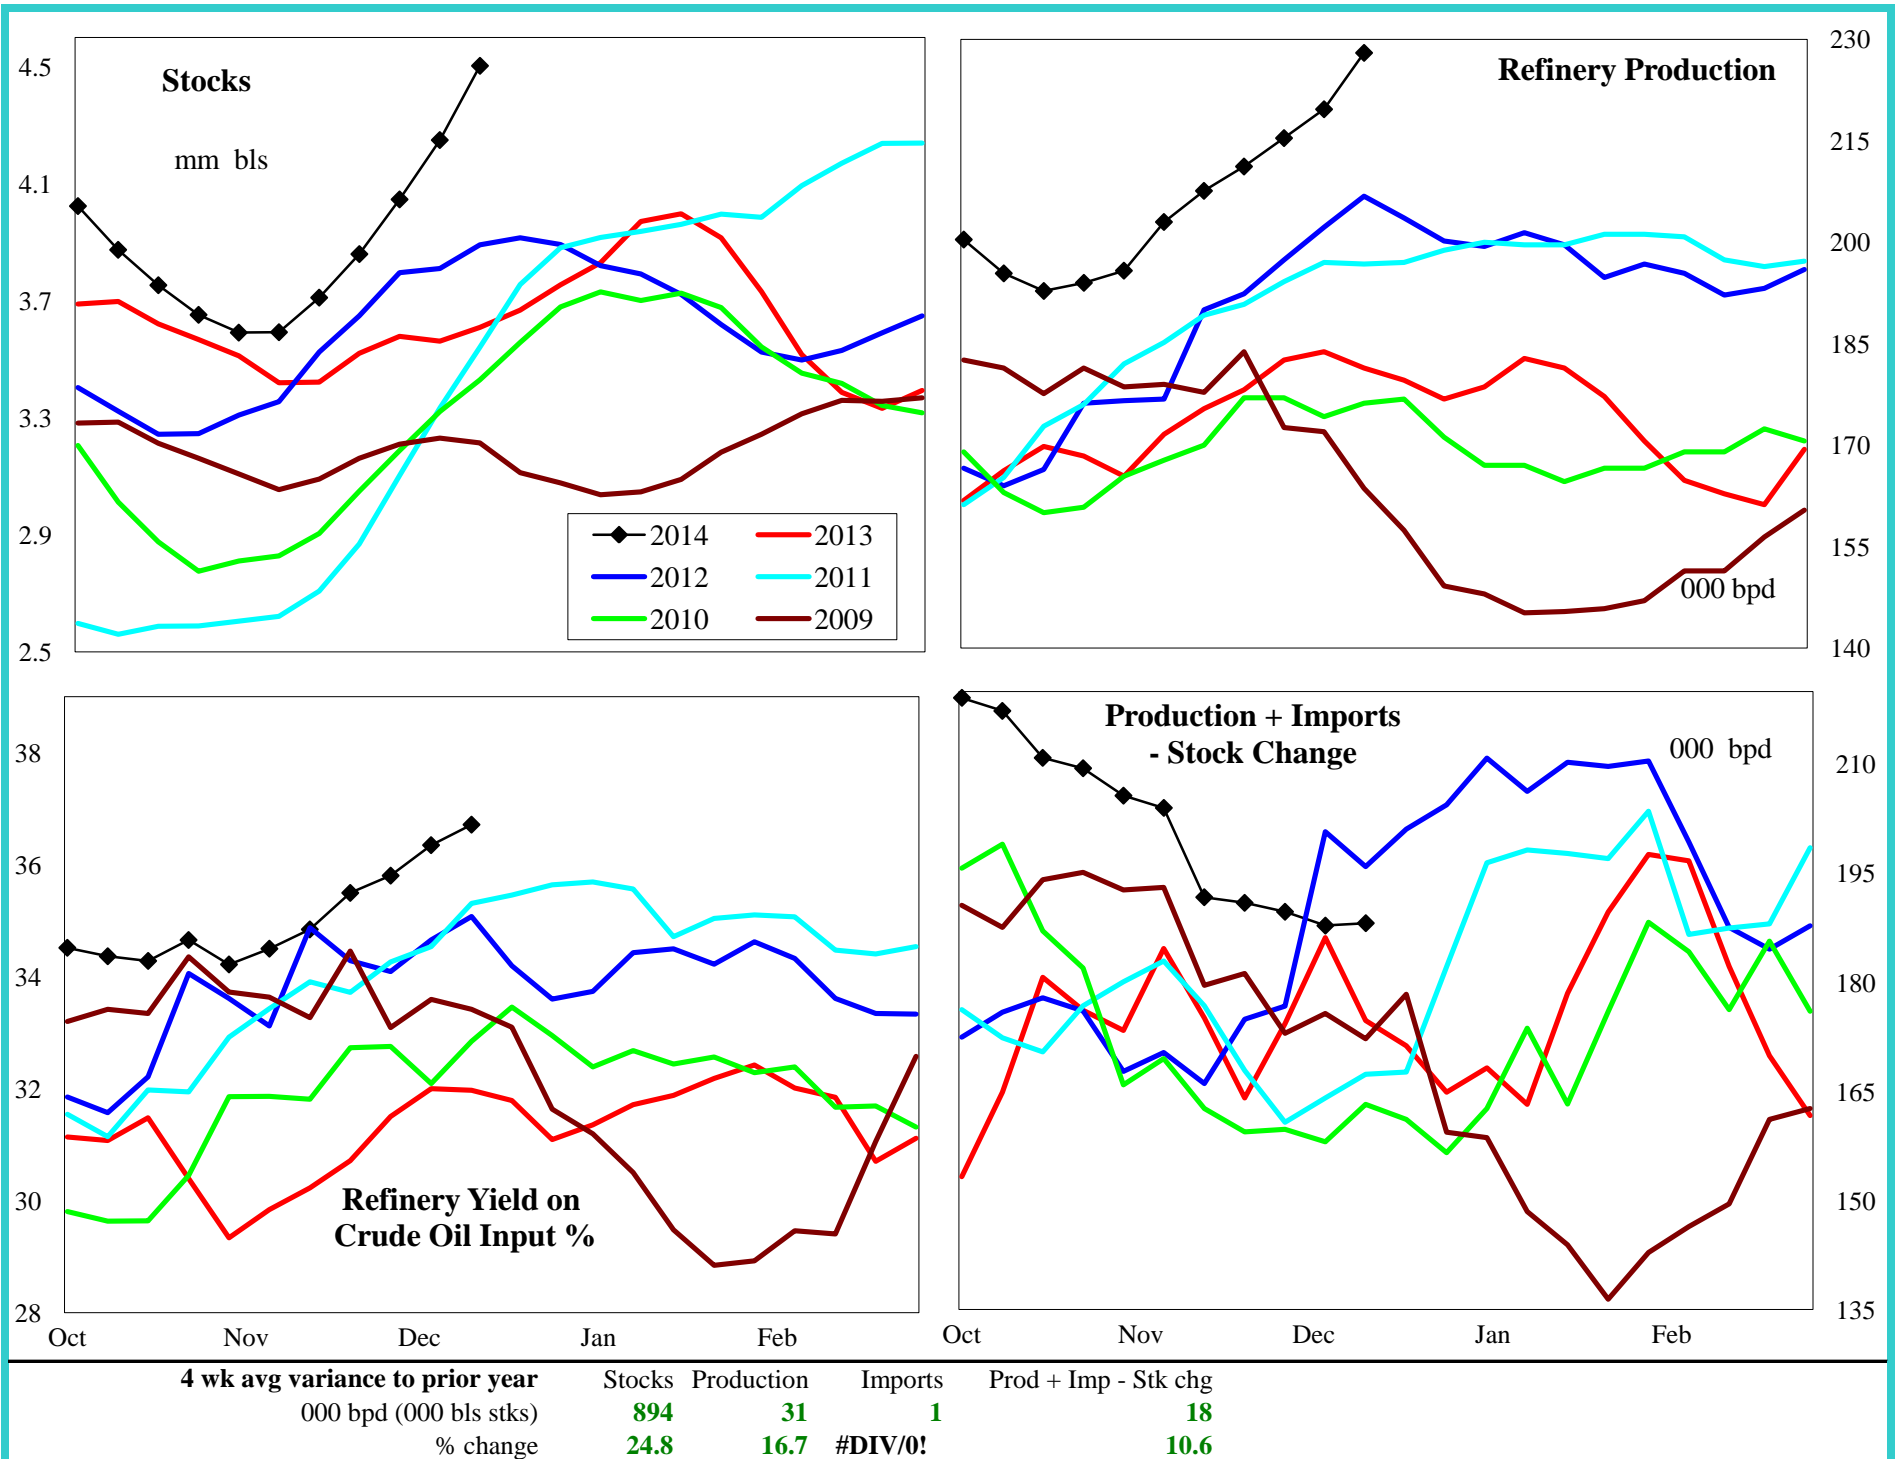 Stocks
mm bls
4.5
4.1
3.7
3.3
2.9
2.5
2014 2013
2012 2011
2010 2009
Refinery Production
000 bpd
230
215
200
185
170
155
140
38
36
34
32
30
28
Refinery Yield on
Crude Oil Input %
Oct Nov Dec Jan Feb
Production + Imports
- Stock Change
000 bpd
210
195
180
165
150
135
Oct Nov Dec Jan Feb
4 wk avg variance to prior year Stocks Production Imports Prod + Imp - Stk chg
000 bpd (000 bls stks) 894 31 1 18
% change 24.8 16.7 #DIV/0! 10.6